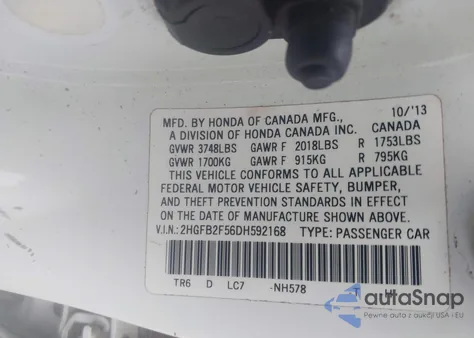 MFD. BY HONDA OF CANADA MFG., 10/'13
A DIVISION OF HONDA CANADA INC. CANADA
GVWR 3748LBS GAWR F 2018LBS R 1753LBS
GVWR 1700KG GAWR F 915KG R 795KG
THIS VEHICLE CONFORMS TO ALL APPLICABLE
FEDERAL MOTOR VEHICLE SAFETY, BUMPER,
AND THEFT PREVENTION STANDARDS IN EFFECT ON
THE DATE OF MANUFACTURE SHOWN ABOVE.
V.I.N.: 2HGFB2F56DH592168 TYPE: PASSENGER CAR
TR6 D LC7 -NH578 T
autaSnap
Pewne auta z aukcji USA i EU